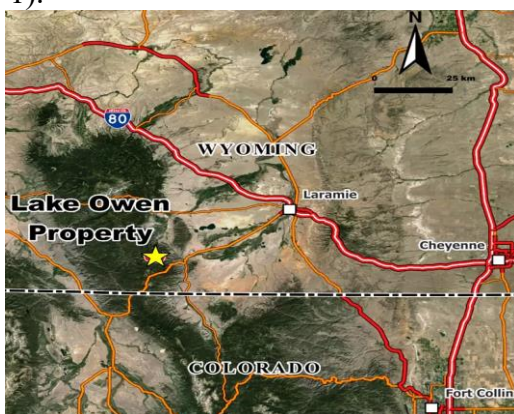 1).
N
0 25 km
80
WYOMING
Laramie
Lake Owen
Property
Cheyenne
COLORADO
Fort Collin